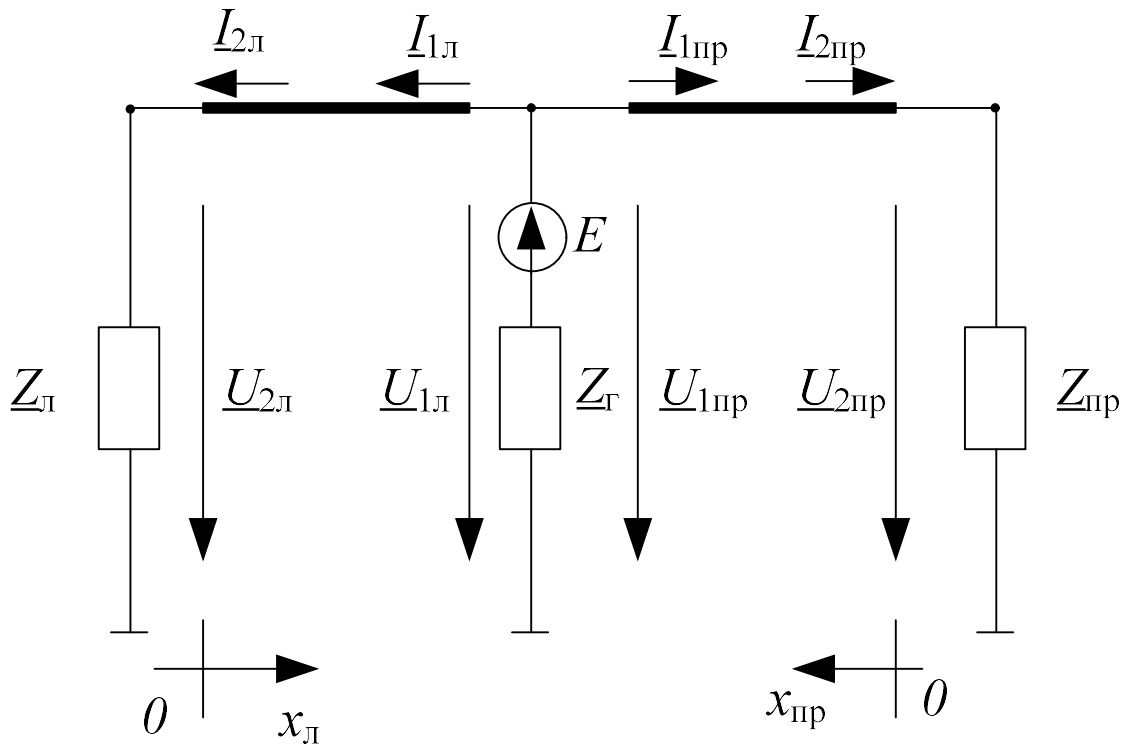 I2л I1л I1пр I2пр
E
Zл U2л U1л Zг U1пр U2пр Zпр
0 xл xпр 0